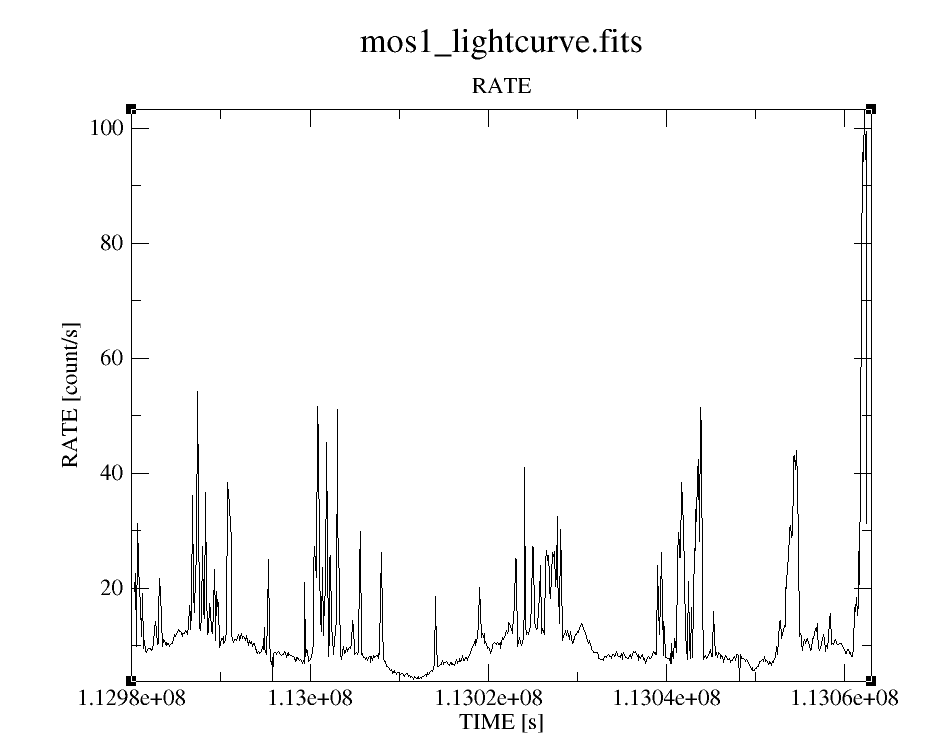 mos1_lightcurve.fits
RATE
100
80
60
40
20
RATE [count/s]
1.1298e+08 1.13e+08 1.1302e+08 1.1304e+08 1.1306e+08
TIME [s]